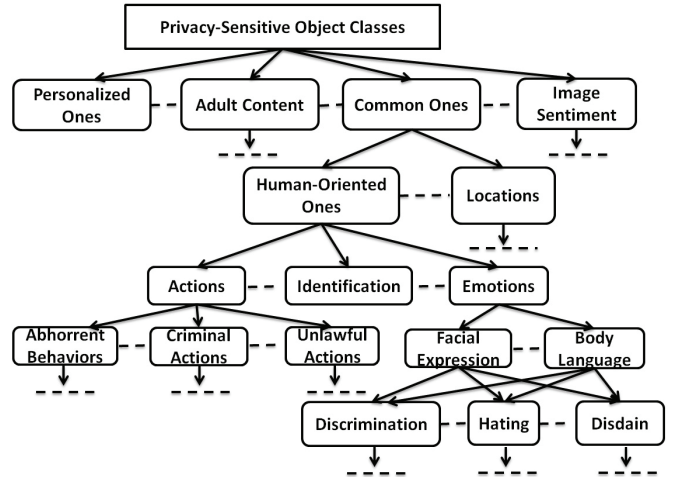 Privacy-Sensitive Object Classes
Personalized
Ones
Adult Content
Common Ones
Image
Sentiment
Human-Oriented
Ones
Locations
Actions
Identification
Emotions
Abhorrent
Behaviors
Criminal
Actions
Unlawful
Actions
Facial
Expression
Body
Language
Discrimination
Hating
Disdain